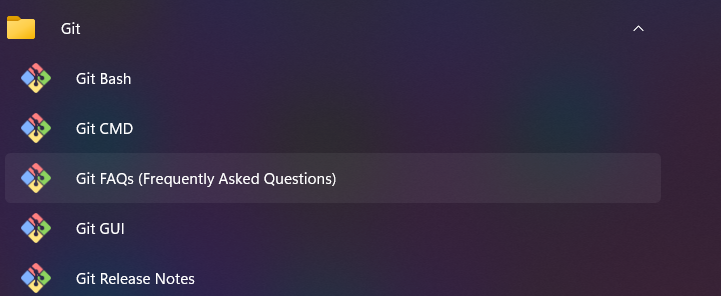 Git
Git Bash
Git CMD
Git FAQs (Frequently Asked Questions)
Git GUI
Git Release Notes